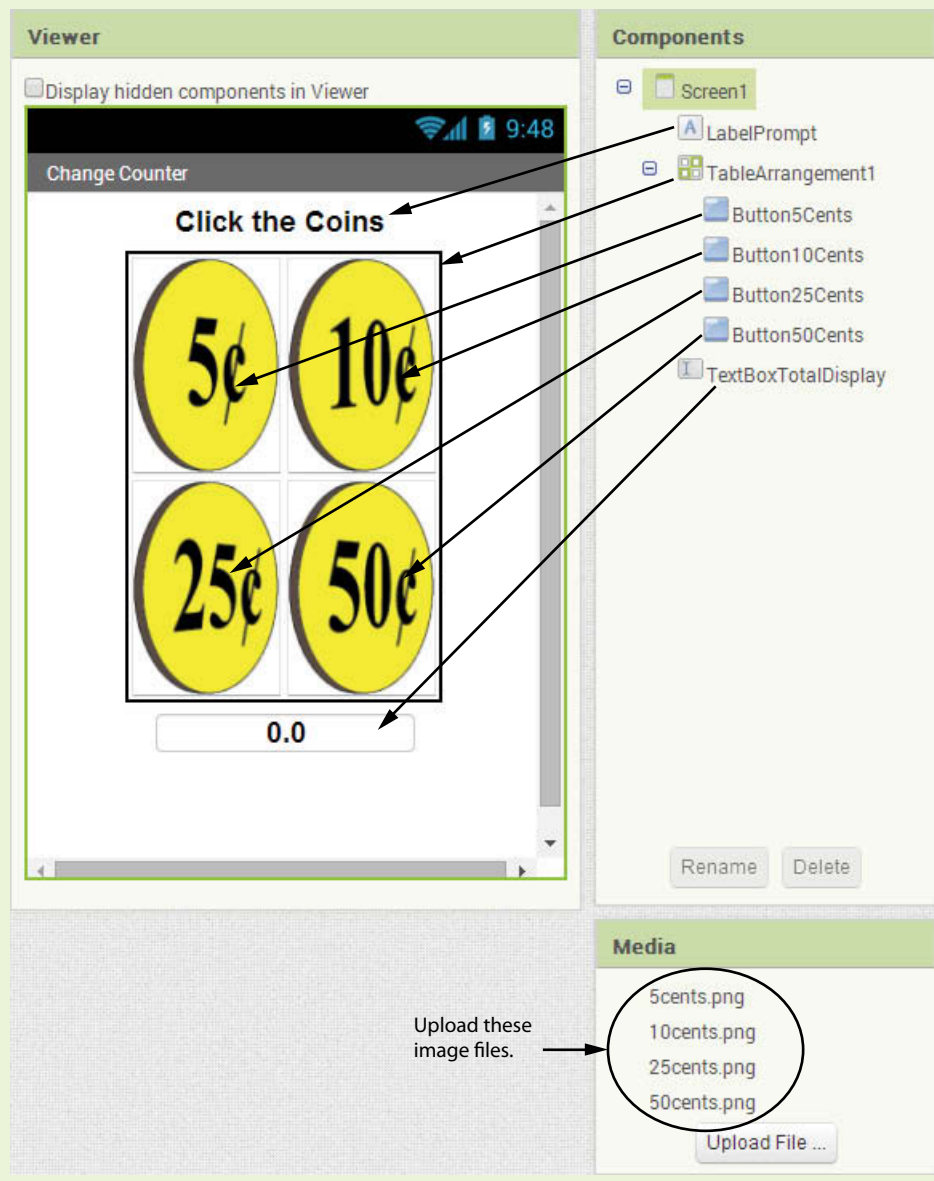 Viewer
Display hidden components in Viewer
9:48
Change Counter
Click the Coins
5¢
10¢
25¢
50¢
0.0
Components
Screen1
A LabelPrompt
TableArrangement1
Button5Cents
Button10Cents
Button25Cents
Button50Cents
I TextBoxTotalDisplay
Rename
Delete
Media
5cents.png
10cents.png
25cents.png
50cents.png
Upload File ...
Upload these
image files.